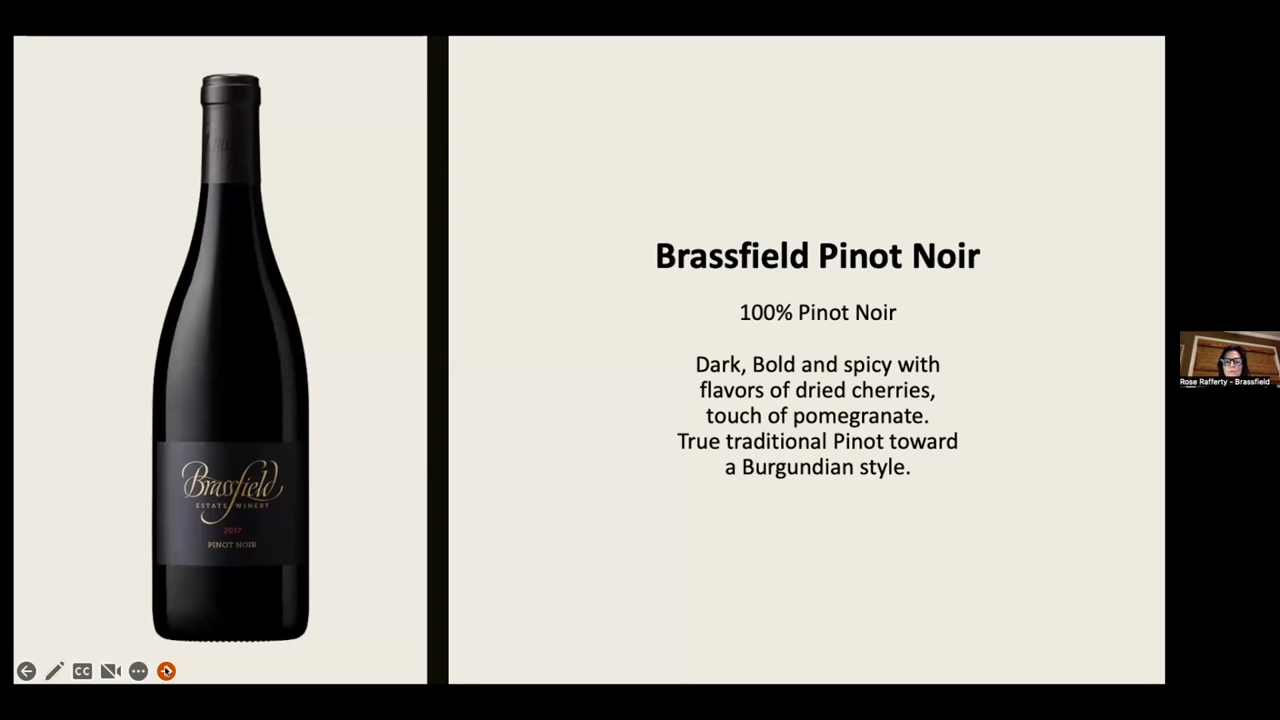 Brassfield
ESTATE WINERY
2017
PINOT NOIR
Brassfield Pinot Noir
100% Pinot Noir
Dark, Bold and spicy with
flavors of dried cherries,
touch of pomegranate.
True traditional Pinot toward
a Burgundian style.
Rose Rafferty - Brassfield
CC